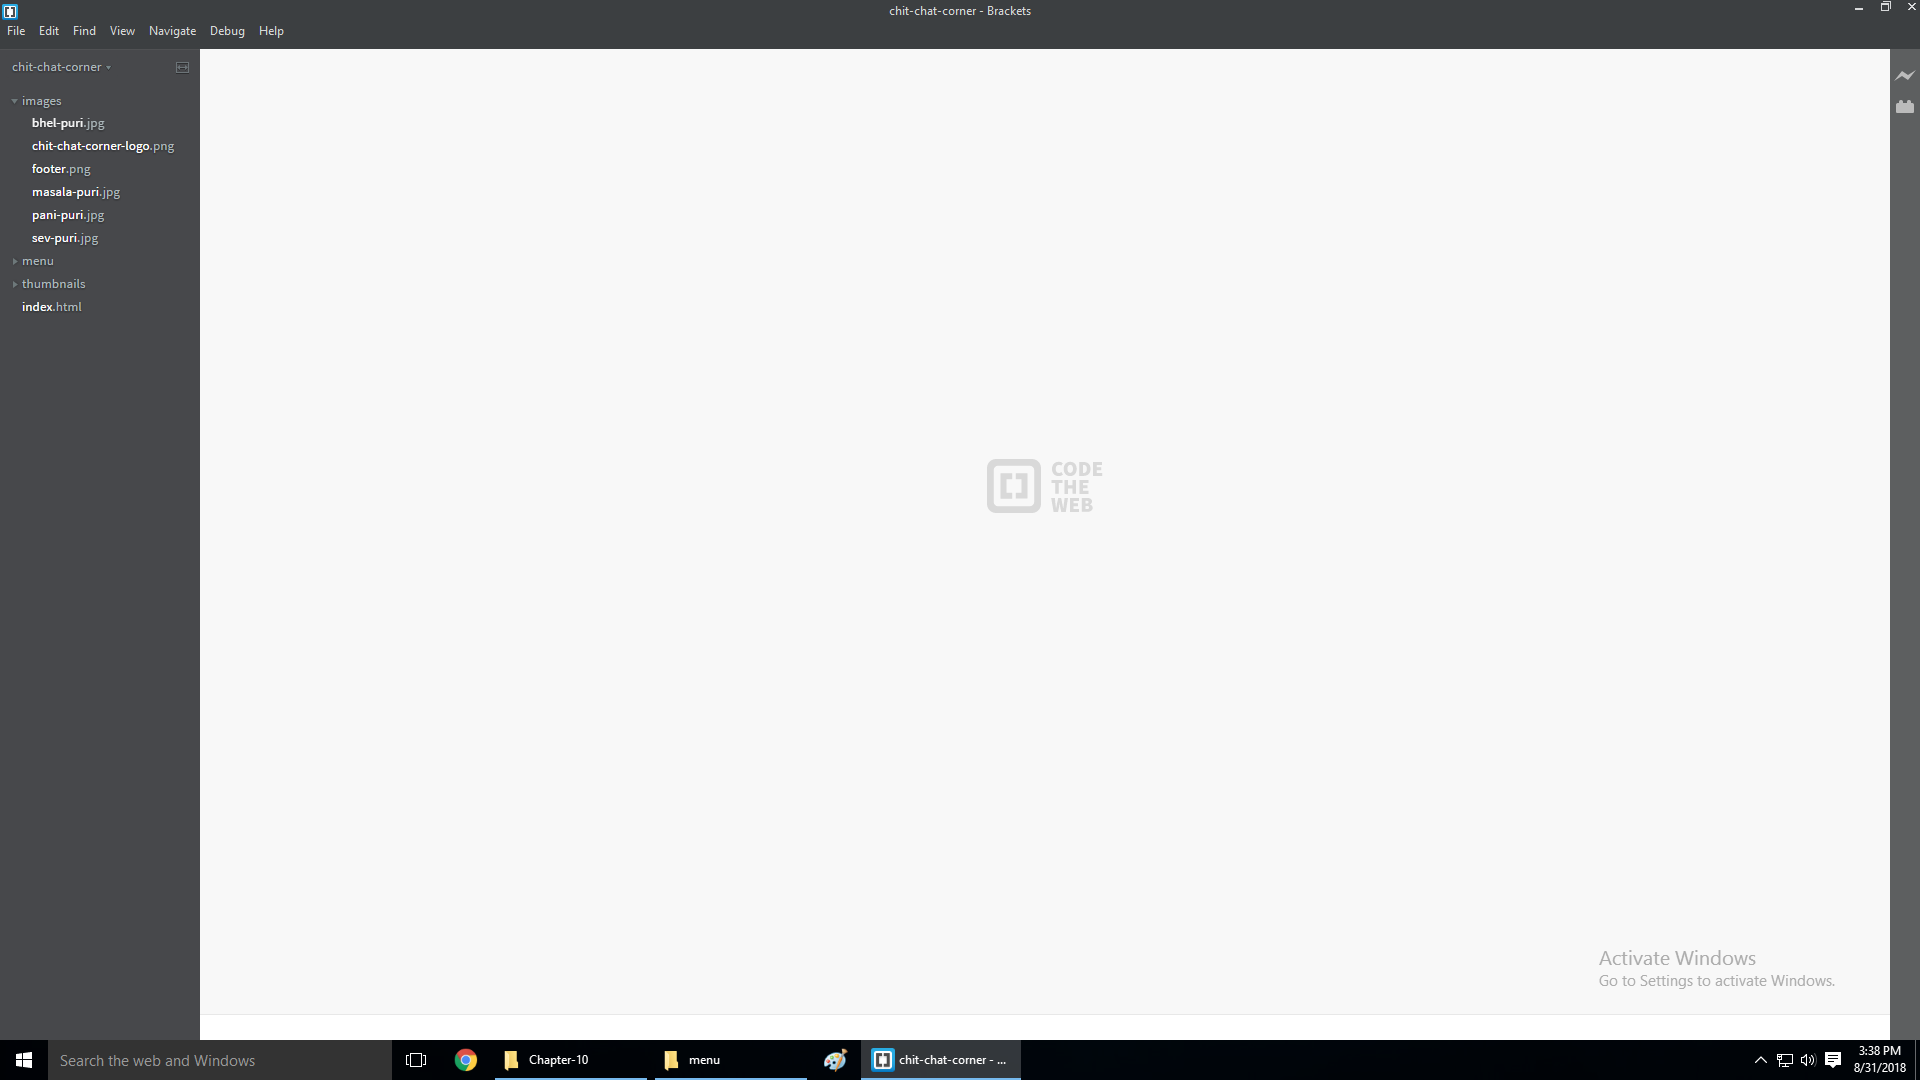 chit-chat-corner - Brackets
File Edit Find View Navigate Debug Help
chit-chat-corner
images
bhel-puri.jpg
chit-chat-corner-logo.png
footer.png
masala-puri.jpg
pani-puri.jpg
sev-puri.jpg
menu
thumbnails
index.html
CODE
THE
WEB
Activate Windows
Go to Settings to activate Windows.
Search the web and Windows
Chapter-10
menu
chit-chat-corner - ...
3:38 PM
8/31/2018